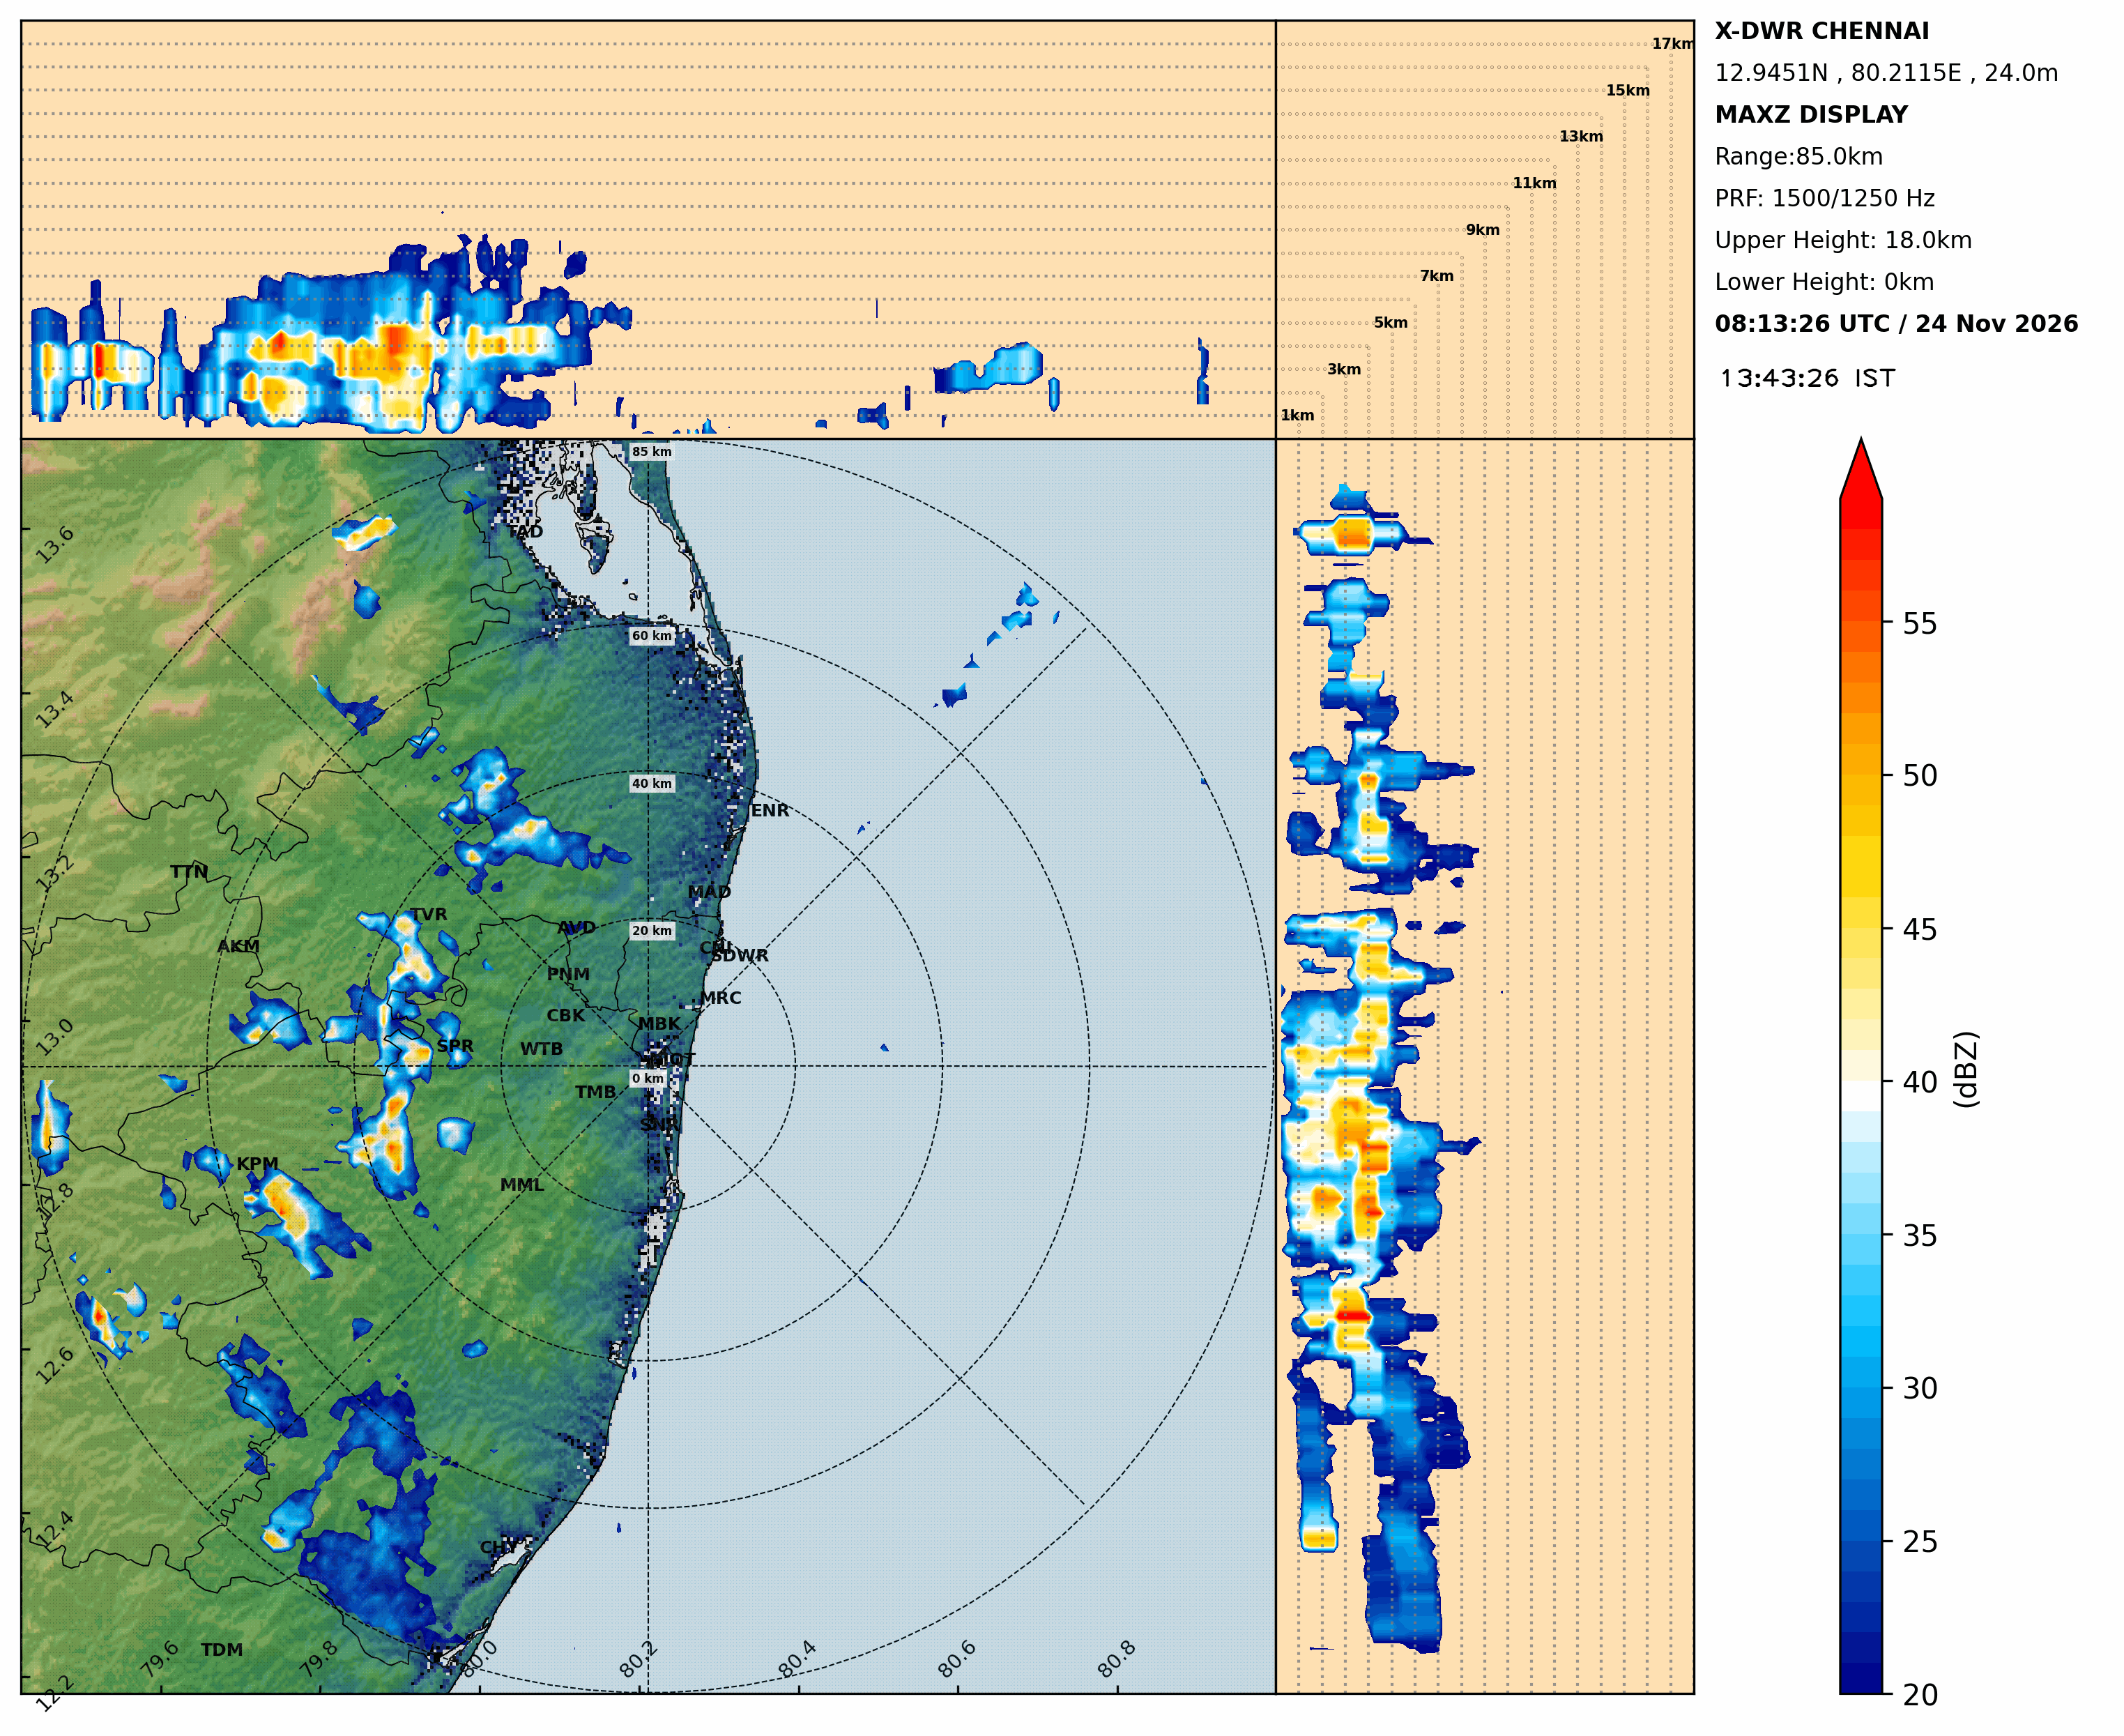 17km
15km
13km
11km
9km
7km
5km
3km
1km
X-DWR CHENNAI
12.9451N , 80.2115E , 24.0m
MAXZ DISPLAY
Range:85.0km
PRF: 1500/1250 Hz
Upper Height: 18.0km
Lower Height: 0km
08:13:26 UTC / 24 Nov 2026
13:43:26 IST
85 km
TAD
13.6
60 km
13.4
40 km
ENR
13.2
TTN
MAD
TVR
AVD
20 km
AKM
SDWR
PNM
MRC
CBK
MBK
13.0
SPR
WTB
0 km
TMB
SNR
KPM
MML
12.8
12.6
12.4
CHY
TDM
12.2
79.6
79.8
80.0
80.2
80.4
80.6
80.8
55
50
45
40
35
30
25
20
(dBZ)